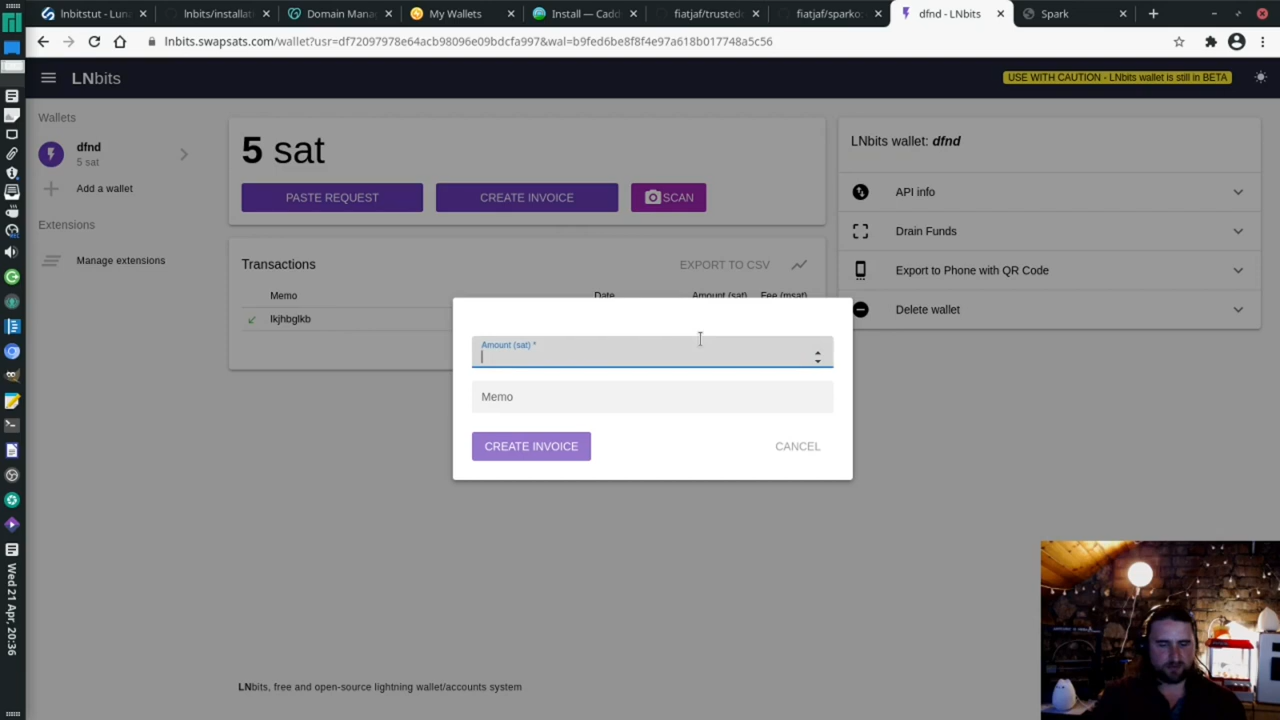 lnbitstut - Luna
lnbits/installat
Domain Mana
My Wallets
Install — Cadd
fiatjaf/trusted
fiatjaf/sparko:
dfnd - LNbits
Spark
lnbits.swapsats.com/wallet?usr=df72097978e64acb98096e09bdcfa997&wal=b9fed6be8f8f4e97a618b017748a5c56
LNbits
USE WITH CAUTION - LNbits wallet is still in BETA
Wallets
dfnd
5 sat
Add a wallet
Extensions
Manage extensions
5 sat
PASTE REQUEST
CREATE INVOICE
SCAN
Transactions
EXPORT TO CSV
Memo
Date
Amount (sat)
Fee (msat)
lkjhbglkb
LNbits wallet: dfnd
API info
Drain Funds
Export to Phone with QR Code
Delete wallet
Amount (sat) *
Memo
CREATE INVOICE
CANCEL
LNbits, free and open-source lightning wallet/accounts system
Wed 21 Apr, 20:36